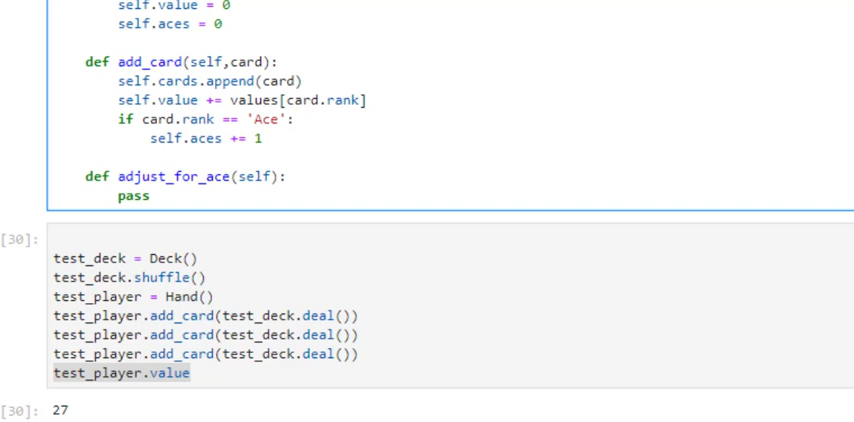 self.value = 0
self.aces = 0
def add_card(self,card):
self.cards.append(card)
self.value += values[card.rank]
if card.rank == 'Ace':
self.aces += 1
def adjust_for_ace(self):
pass
[30]:
test_deck = Deck()
test_deck.shuffle()
test_player = Hand()
test_player.add_card(test_deck.deal())
test_player.add_card(test_deck.deal())
test_player.add_card(test_deck.deal())
test_player.value
[30]: 27